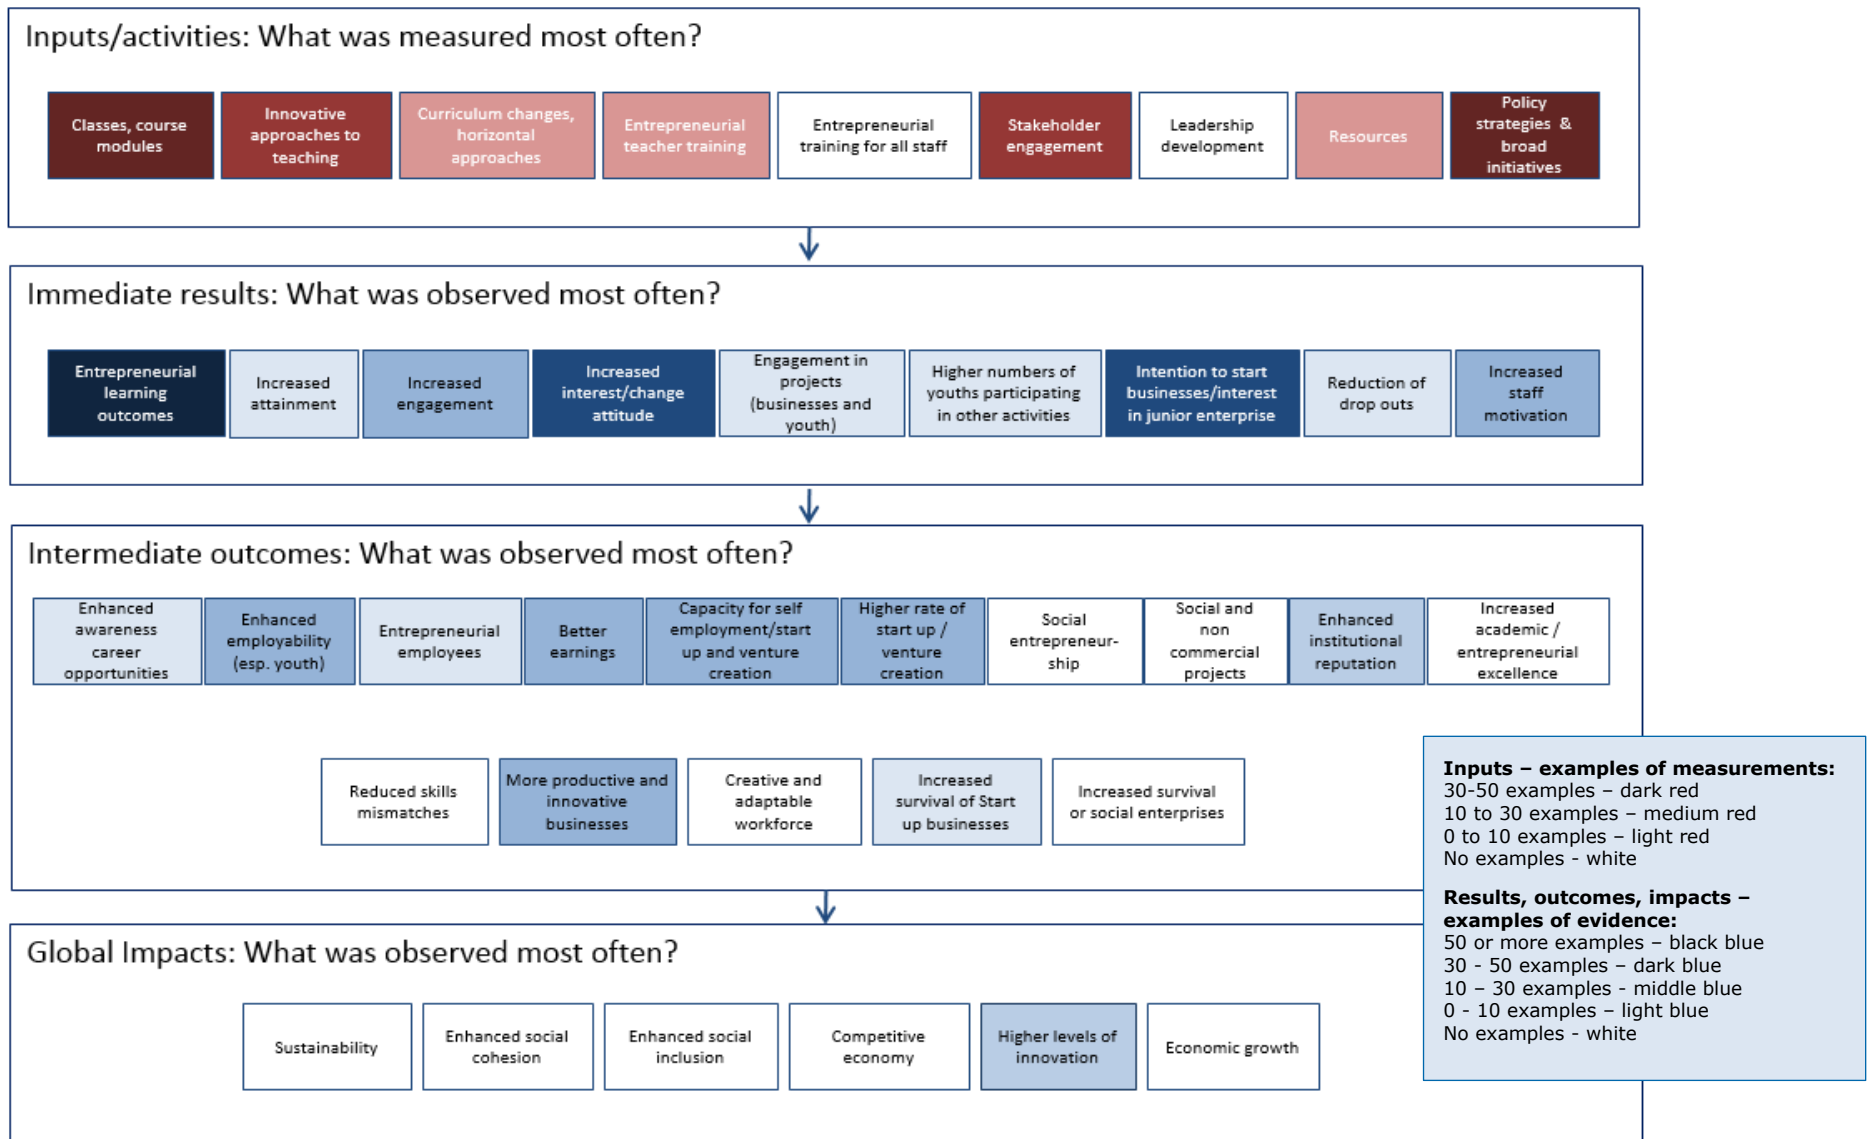 Inputs/activities: What was measured most often?
Classes, course
modules
Innovative
approaches to
teaching
Curriculum changes,
horizontal
approaches
Entrepreneurial
teacher training
Entrepreneurial
training for all staff
Stakeholder
engagement
Leadership
development
Resources
Policy
strategies &
broad
initiatives
Immediate results: What was observed most often?
Entrepreneurial
learning
outcomes
Increased
attainment
Increased
engagement
Increased
interest/change
attitude
Engagement in
projects
(businesses and
youth)
Higher numbers of
youths participating
in other activities
Intention to start
businesses/interest
in junior enterprise
Reduction of
drop outs
Increased
staff
motivation
Intermediate outcomes: What was observed most often?
Enhanced
awareness
career
opportunities
Enhanced
employability
(esp. youth)
Entrepreneurial
employees
Better
earnings
Capacity for self
employment/start
up and venture
creation
Higher rate of
start up /
venture
creation
Social
entrepreneur-
ship
Social and
non
commercial
projects
Enhanced
institutional
reputation
Increased
academic /
entrepreneurial
excellence
Reduced skills
mismatches
More productive and
innovative
businesses
Creative and
adaptable
workforce
Increased
survival of Start
up businesses
Increased survival
or social enterprises
Global Impacts: What was observed most often?
Sustainability
Enhanced social
cohesion
Enhanced social
inclusion
Competitive
economy
Higher levels of
innovation
Economic growth
Inputs – examples of measurements:
30-50 examples – dark red
10 to 30 examples – medium red
0 to 10 examples – light red
No examples - white
Results, outcomes, impacts –
examples of evidence:
50 or more examples – black blue
30 - 50 examples – dark blue
10 – 30 examples - middle blue
0 - 10 examples – light blue
No examples - white